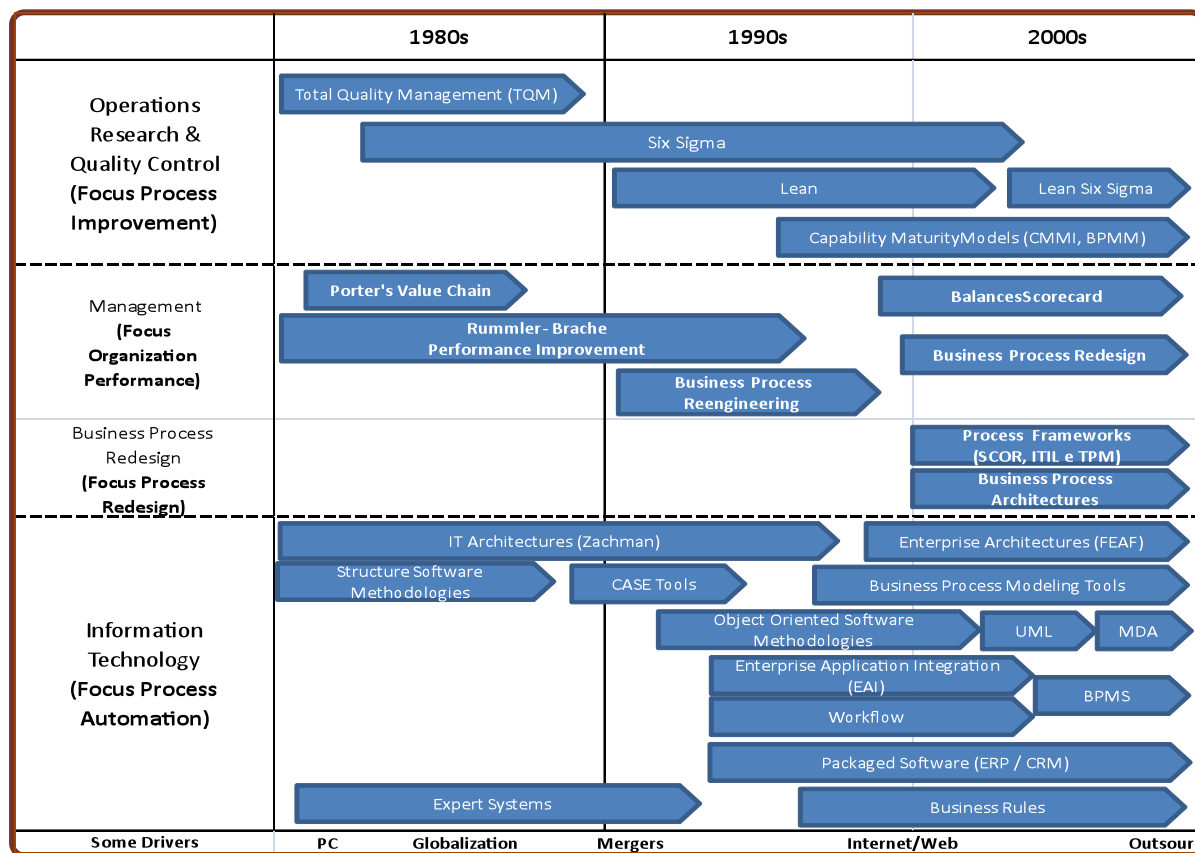 1980s
1990s
2000s
Operations
Research &
Quality Control
(Focus Process
Improvement)
Total Quality Management (TQM)
Six Sigma
Lean
Lean Six Sigma
Capability MaturityModels (CMMI, BPMM)
Management
(Focus
Organization
Performance)
Porter's Value Chain
BalancesScorecard
Rummler- Brache
Performance Improvement
Business Process Redesign
Business Process
Reengineering
Business Process
Redesign
(Focus Process
Redesign)
Process Frameworks
(SCOR, ITIL e TPM)
Business Process
Architectures
Information
Technology
(Focus Process
Automation)
IT Architectures (Zachman)
Enterprise Architectures (FEAF)
Structure Software
Methodologies
CASE Tools
Business Process Modeling Tools
Object Oriented Software
Methodologies
UML
MDA
Enterprise Application Integration
(EAI)
BPMS
Workflow
Packaged Software (ERP / CRM)
Expert Systems
Business Rules
Some Drivers
PC
Globalization
Mergers
Internet/Web
Outsour